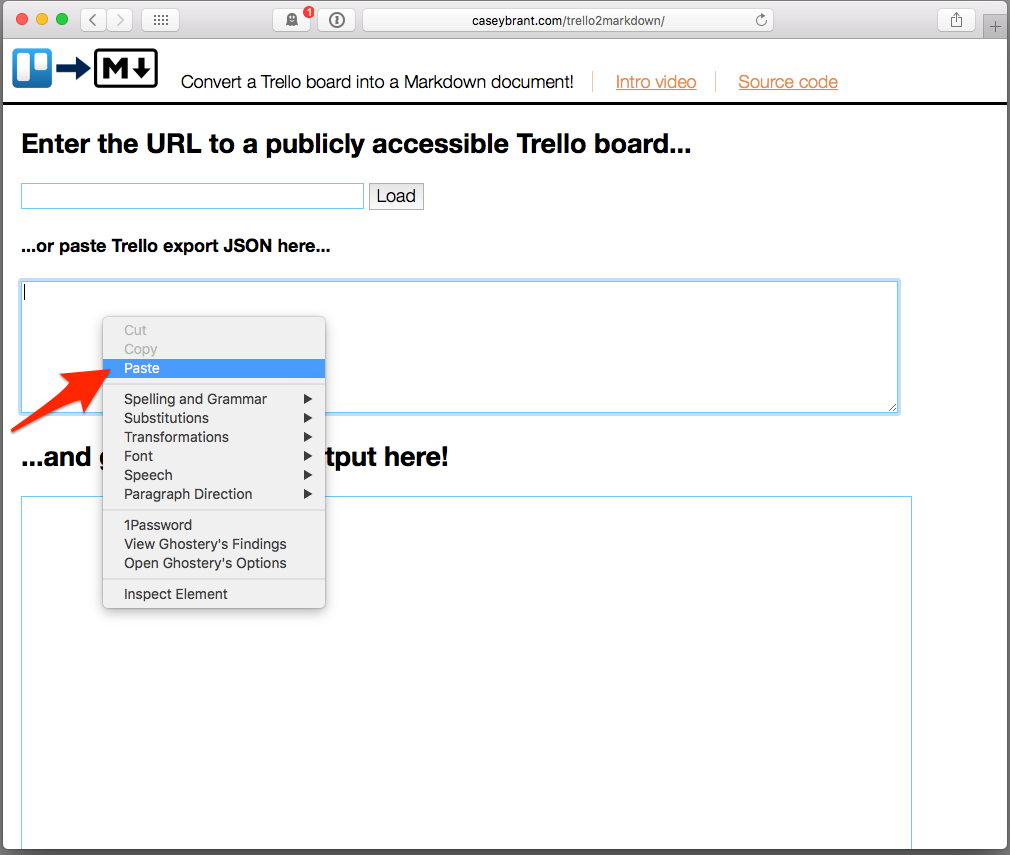 1
caseybrant.com/trello2markdown/
M
Convert a Trello board into a Markdown document!
Intro video
Source code
Enter the URL to a publicly accessible Trello board...
Load
...or paste Trello export JSON here...
Cut
Copy
Paste
Spelling and Grammar
Substitutions
Transformations
Font
Speech
Paragraph Direction
1Password
View Ghostery's Findings
Open Ghostery's Options
Inspect Element
...and tput here!